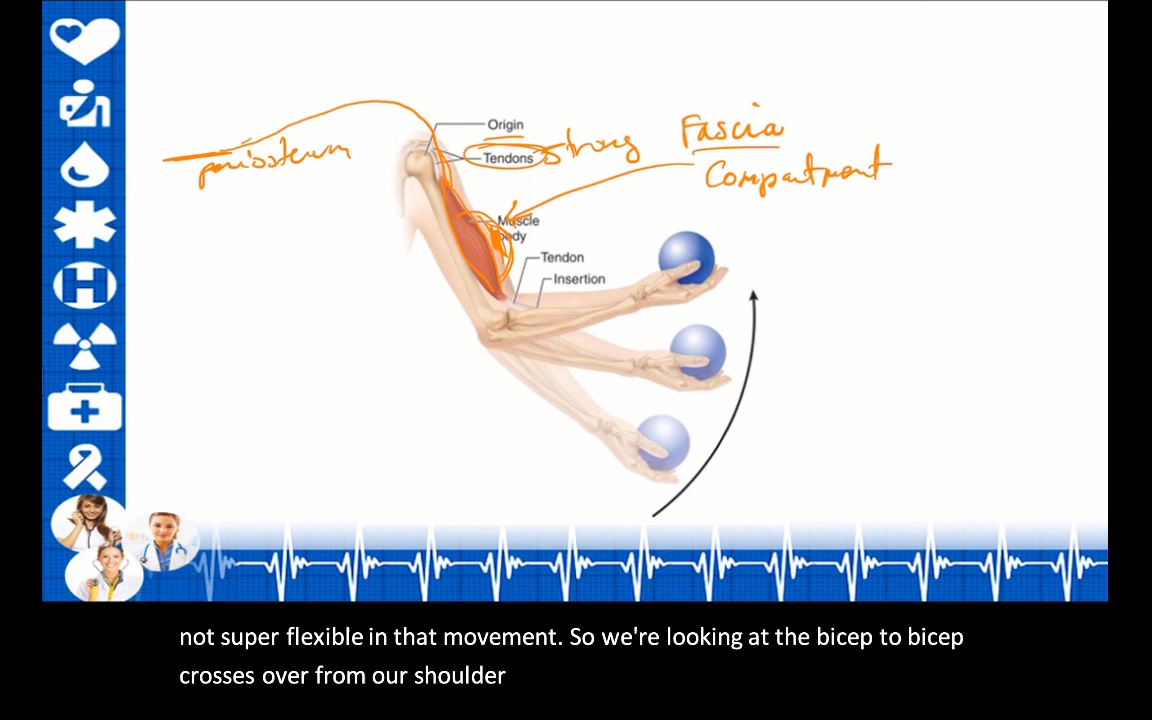 Origin
Tendons strong
periosteum
Fascia
Compartment
Muscle
body
Tendon
Insertion
H
not super flexible in that movement. So we're looking at the bicep to bicep
crosses over from our shoulder